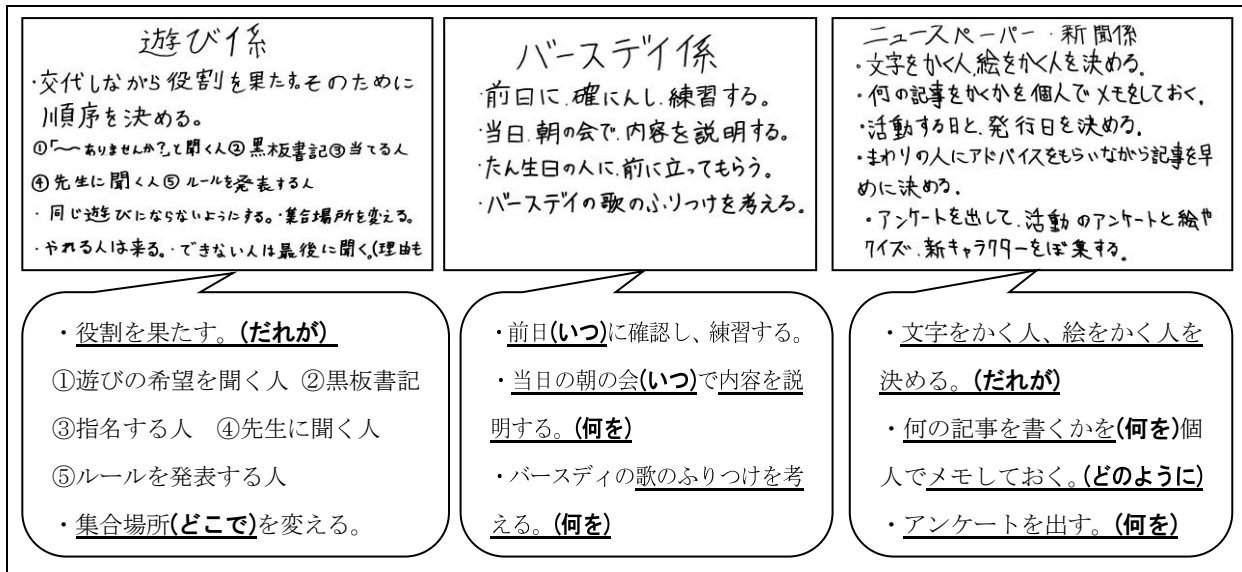 遊び係
・交代しながら役割を果たす。そのために
順序を決める。
①「〜ありませんか?」と聞く人②黒板書記③当てる人
④先生に聞く人⑤ルールを発表する人
・同じ遊びにならないようにする。・集合場所を変える。
・やれる人は来る。・できない人は最後に聞く。(理由も
バースデイ係
・前日に、確にんし、練習する。
・当日、朝の会で、内容を説明する。
・たん生日の人に、前に立ってもらう。
・バースデイの歌のふりつけを考える。
ニュースペーパー・新聞係
・文字をかく人、絵をかく人を決める。
・何の記事をかくかを個人でメモをしておく。
・活動する日と、発行日を決める。
・まわりの人にアドバイスをもらいながら記事を早
めに決める。
・アンケートを出して、活動のアンケートと絵や
クイズ、新キャラクターをぼ集する。
・役割を果たす。(だれが)
①遊びの希望を聞く人 ②黒板書記
③指名する人 ④先生に聞く人
⑤ルールを発表する人
・集合場所(どこで)を変える。
・前日(いつ)に確認し、練習する。
・当日の朝の会(いつ)で内容を説
明する。(何を)
・バースディの歌のふりつけを考
える。(何を)
・文字をかく人、絵をかく人を
決める。(だれが)
・何の記事を書くかを(何を)個
人でメモしておく。(どのように)
・アンケートを出す。(何を)